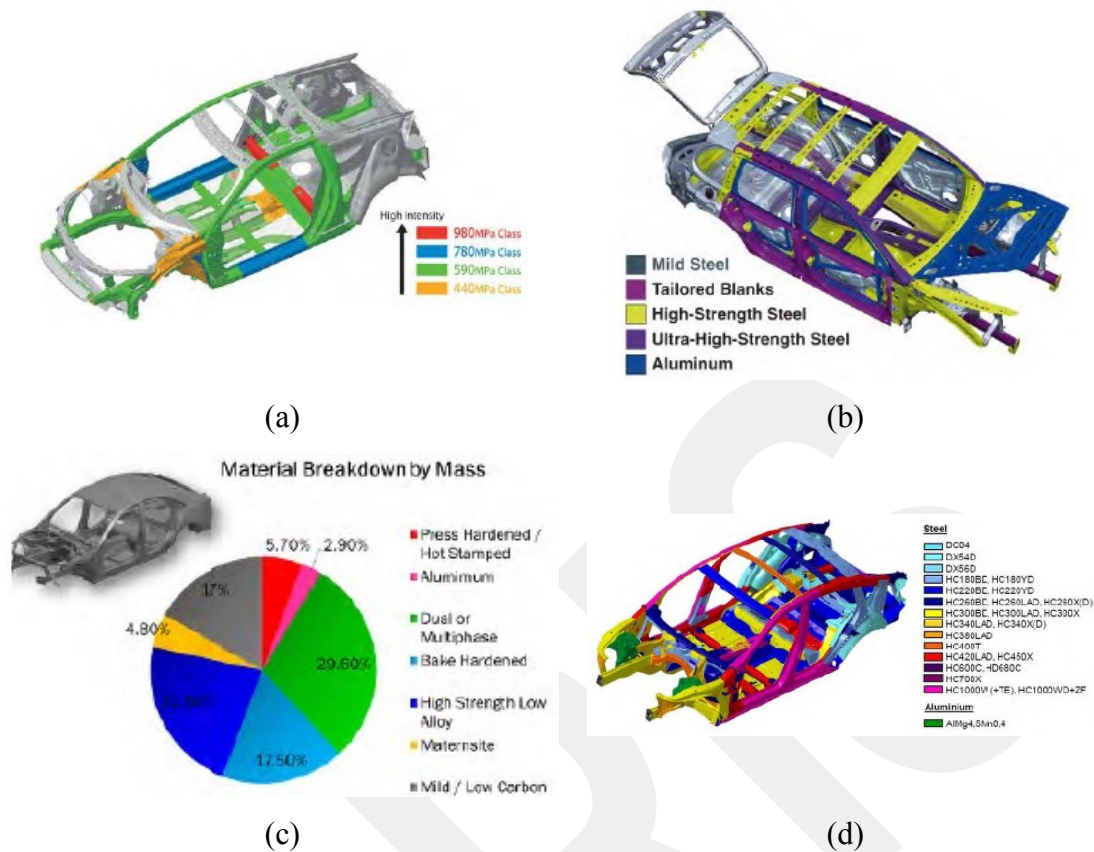 High Intensity
980MPa Class
780MPa Class
590MPa Class
440MPa Class
(a)
Mild Steel
Tailored Blanks
High-Strength Steel
Ultra-High-Strength Steel
Aluminum
(b)
Material Breakdown by Mass
5.70%
2.90%
17%
4.80%
29.60%
17.50%
Press Hardened /
Hot Stamped
Alumimum
Dual or
Multiphase
Bake Hardened
High Strength Low
Alloy
Maternsite
Mild / Low Carbon
(c)
Steel
DC04
DX54D
DX56D
HC180BE, HC180YD
HC220BE, HC220YD
HC260BE, HC260LAD, HC260X(D)
HC300BE, HC300LAD, HC300X
HC340LAD, HC340X(D)
HC380LAD
HC400T
HC420LAD, HC450X
HC600C, HD680C
HC700X
HC1000W(+TE), HC1000WD+ZF
Aluminium
AlMg4,5Mn0,4
(d)